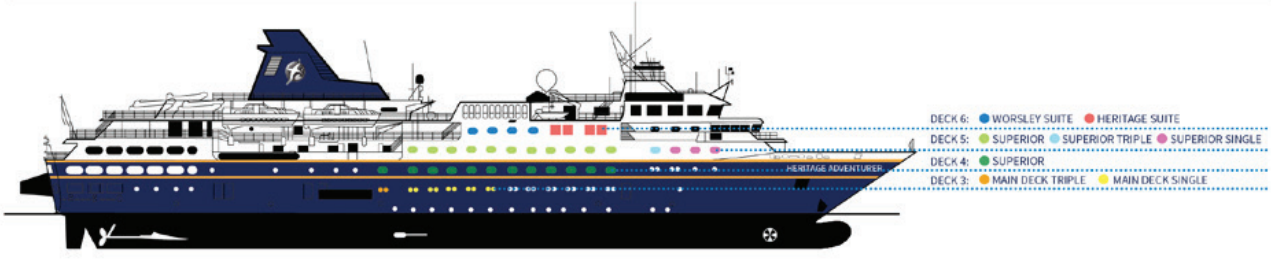 DECK 6: WORSLEY SUITE HERITAGE SUITE
DECK 5: SUPERIOR SUPERIOR TRIPLE SUPERIOR SINGLE
DECK 4: SUPERIOR
HERITAGE ADVENTURER
DECK 3: MAIN DECK TRIPLE MAIN DECK SINGLE